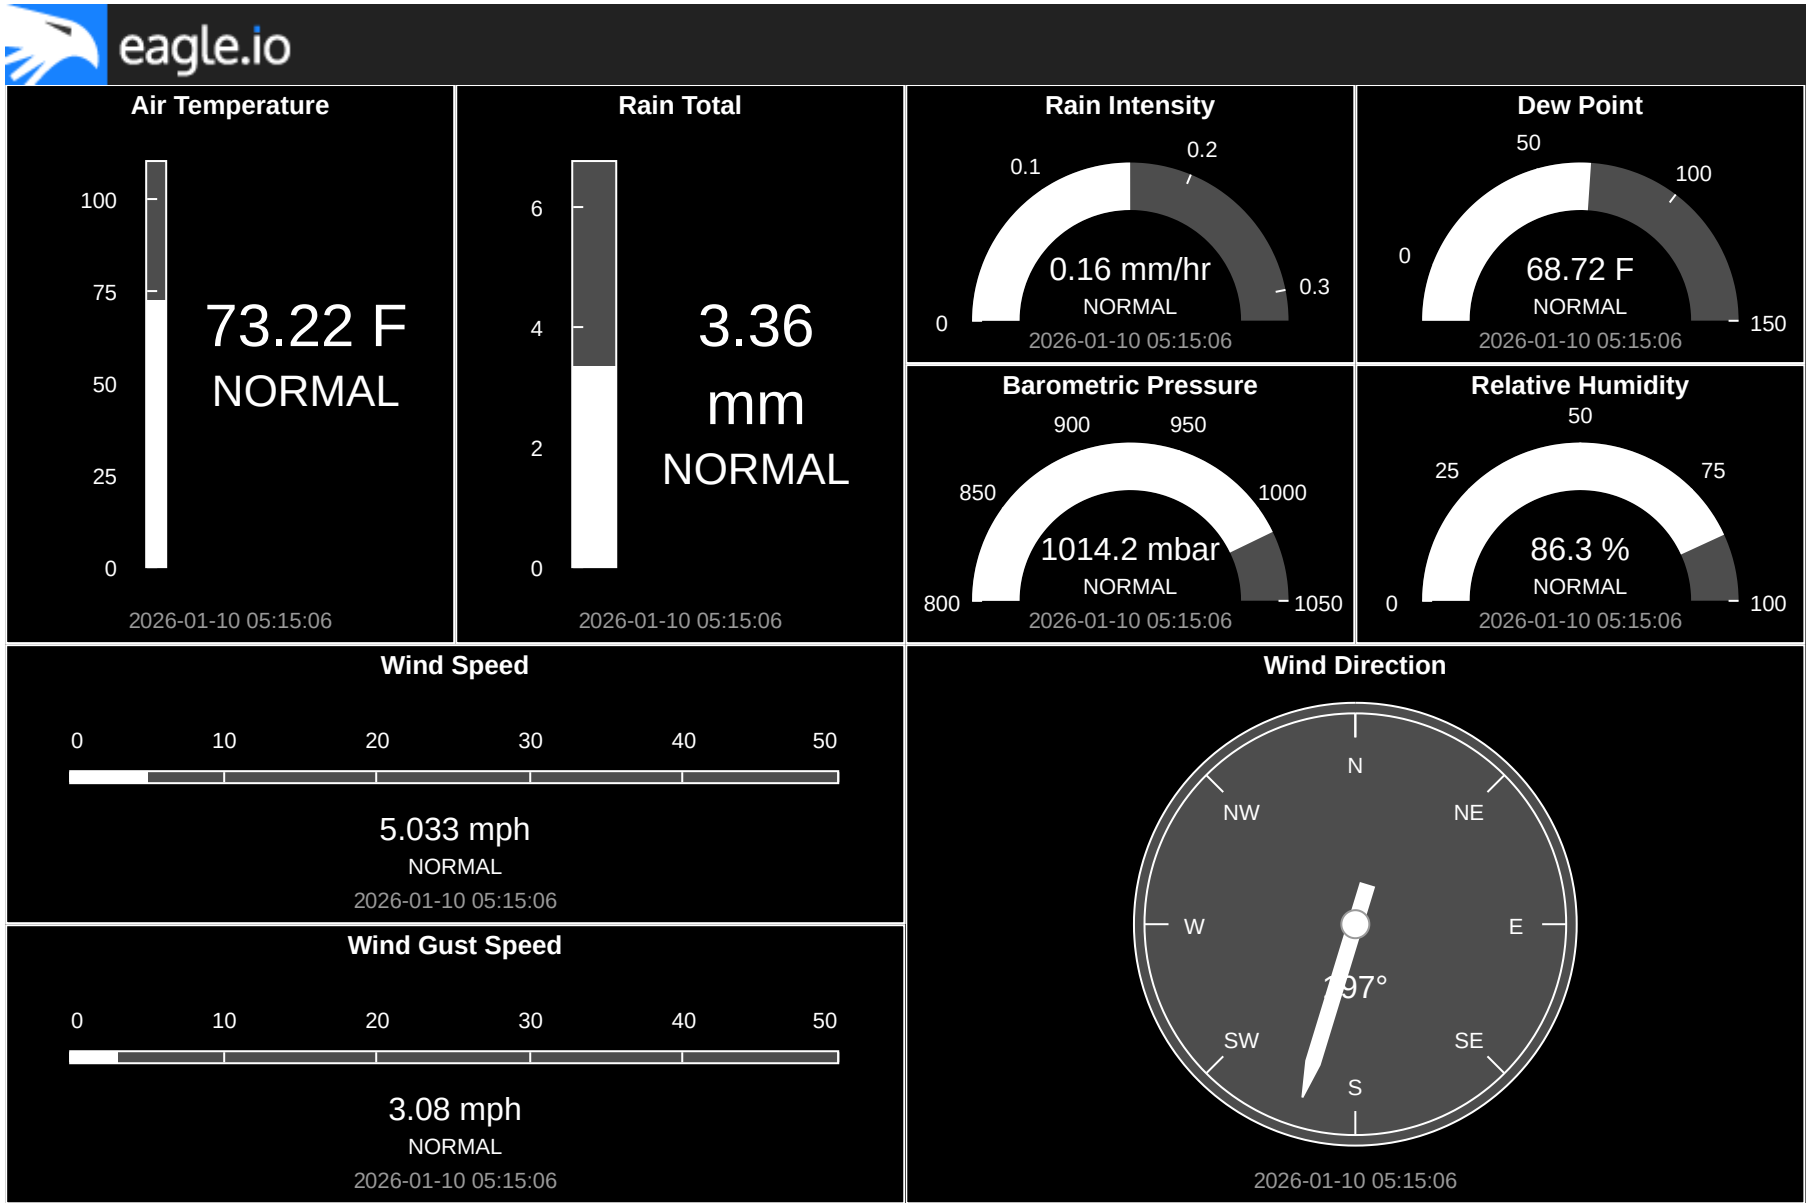 eagle.io
Air Temperature
100
75
50
25
0
73.22 F
NORMAL
2026-01-10 05:15:06
Rain Total
6
4
2
0
3.36
mm
NORMAL
2026-01-10 05:15:06
Rain Intensity
0
0.1
0.2
0.3
0.16 mm/hr
NORMAL
2026-01-10 05:15:06
Dew Point
0
50
100
150
68.72 F
NORMAL
2026-01-10 05:15:06
Barometric Pressure
800
850
900
950
1000
1050
1014.2 mbar
NORMAL
2026-01-10 05:15:06
Relative Humidity
0
25
50
75
100
86.3 %
NORMAL
2026-01-10 05:15:06
Wind Speed
0 10 20 30 40 50
5.033 mph
NORMAL
2026-01-10 05:15:06
Wind Gust Speed
0 10 20 30 40 50
3.08 mph
NORMAL
2026-01-10 05:15:06
Wind Direction
N
NW NE
W E
197°
SW SE
S
2026-01-10 05:15:06